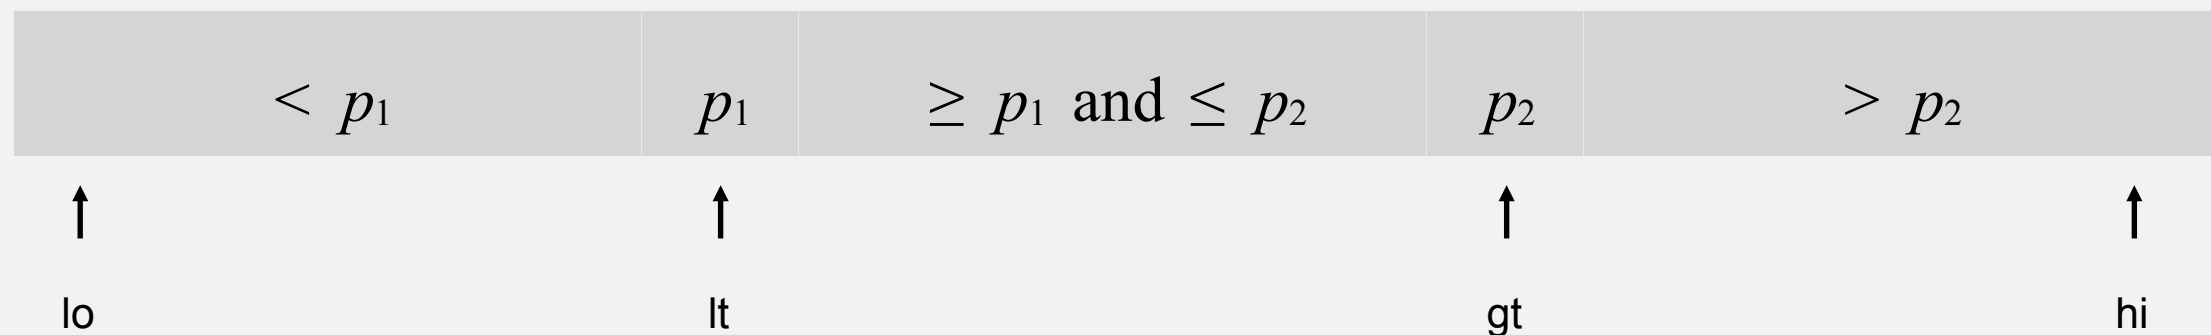 < p₁ p₁ ≥ p₁ and ≤ p₂ p₂ > p₂
lo lt gt hi